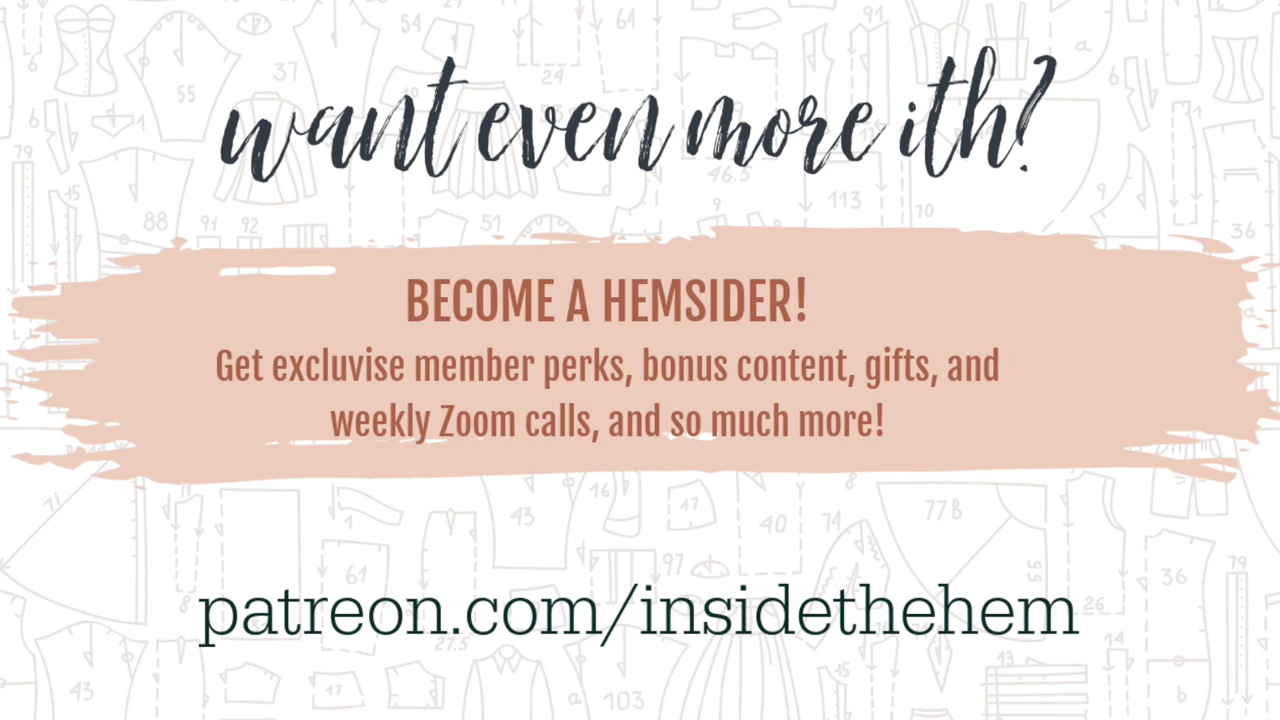 want even more ith?
BECOME A HEMSIDER!
Get excluvise member perks, bonus content, gifts, and
weekly Zoom calls, and so much more!
patreon.com/insidethehem